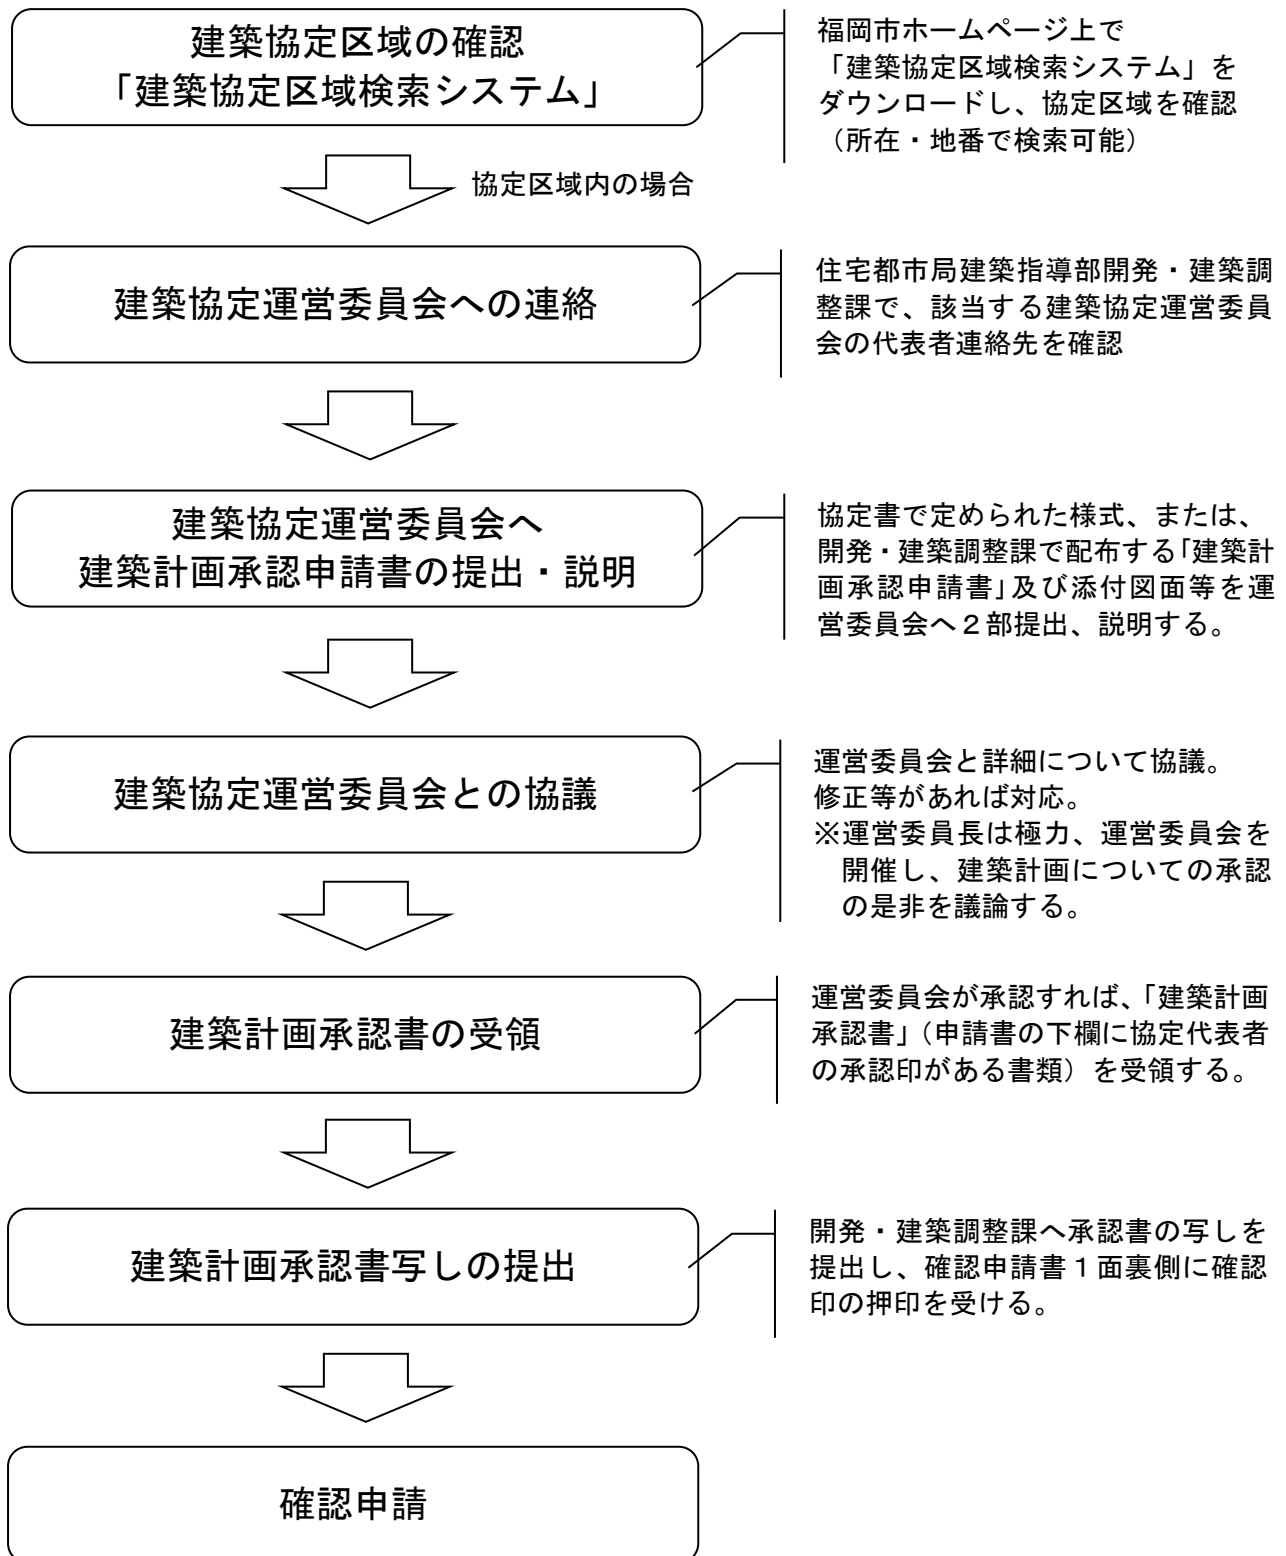 建築協定区域の確認
「建築協定区域検索システム」
福岡市ホームページ上で
「建築協定区域検索システム」を
ダウンロードし、協定区域を確認
（所在・地番で検索可能）
協定区域内の場合
建築協定運営委員会への連絡
住宅都市局建築指導部開発・建築調
整課で、該当する建築協定運営委員
会の代表者連絡先を確認
建築協定運営委員会へ
建築計画承認申請書の提出・説明
協定書で定められた様式、または、
開発・建築調整課で配布する「建築計
画承認申請書」及び添付図面等を運
営委員会へ２部提出、説明する。
建築協定運営委員会との協議
運営委員会と詳細について協議。
修正等があれば対応。
※運営委員長は極力、運営委員会を
開催し、建築計画についての承認
の是非を議論する。
建築計画承認書の受領
運営委員会が承認すれば、「建築計画
承認書」（申請書の下欄に協定代表者
の承認印がある書類）を受領する。
建築計画承認書写しの提出
開発・建築調整課へ承認書の写しを
提出し、確認申請書１面裏側に確認
印の押印を受ける。
確認申請